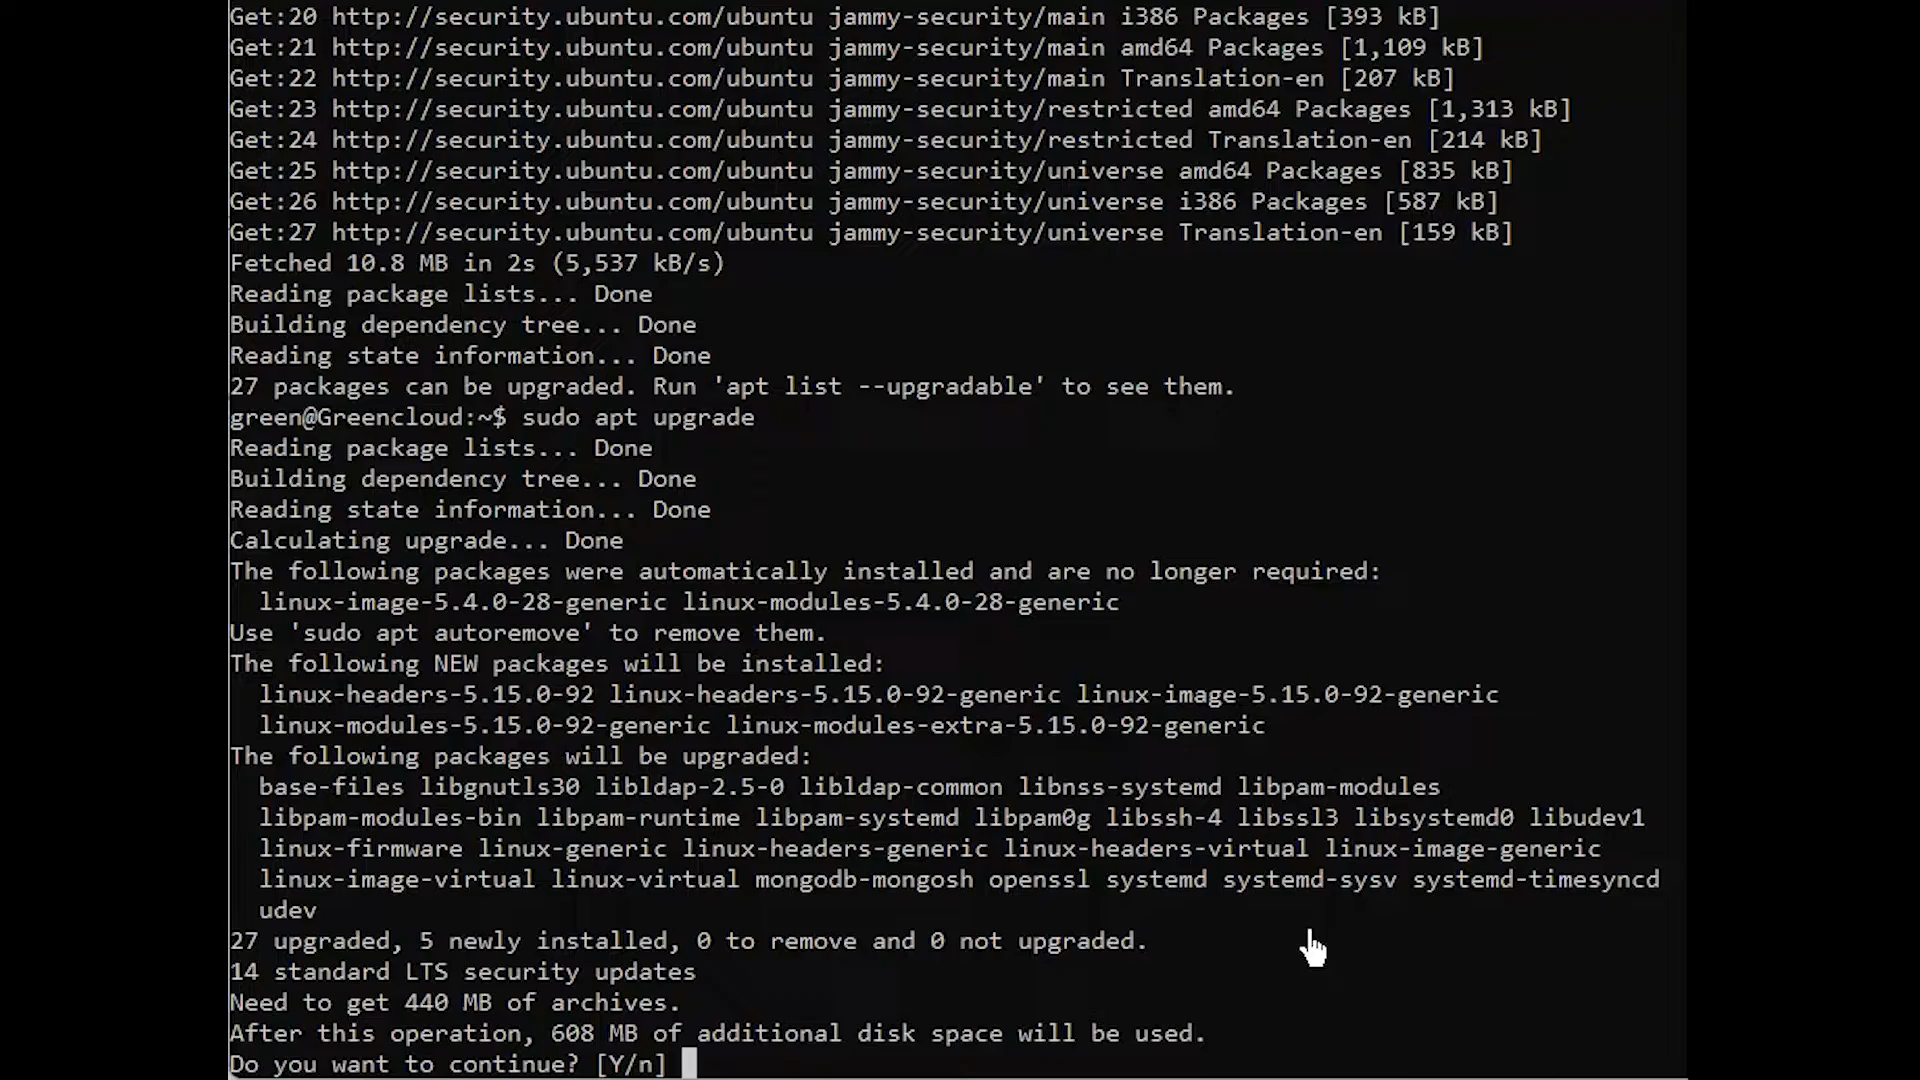 Get:20 http://security.ubuntu.com/ubuntu jammy-security/main i386 Packages [393 kB]
Get:21 http://security.ubuntu.com/ubuntu jammy-security/main amd64 Packages [1,109 kB]
Get:22 http://security.ubuntu.com/ubuntu jammy-security/main Translation-en [207 kB]
Get:23 http://security.ubuntu.com/ubuntu jammy-security/restricted amd64 Packages [1,313 kB]
Get:24 http://security.ubuntu.com/ubuntu jammy-security/restricted Translation-en [214 kB]
Get:25 http://security.ubuntu.com/ubuntu jammy-security/universe amd64 Packages [835 kB]
Get:26 http://security.ubuntu.com/ubuntu jammy-security/universe i386 Packages [587 kB]
Get:27 http://security.ubuntu.com/ubuntu jammy-security/universe Translation-en [159 kB]
Fetched 10.8 MB in 2s (5,537 kB/s)
Reading package lists... Done
Building dependency tree... Done
Reading state information... Done
27 packages can be upgraded. Run 'apt list --upgradable' to see them.
green@Greencloud:~$ sudo apt upgrade
Reading package lists... Done
Building dependency tree... Done
Reading state information... Done
Calculating upgrade... Done
The following packages were automatically installed and are no longer required:
  linux-image-5.4.0-28-generic linux-modules-5.4.0-28-generic
Use 'sudo apt autoremove' to remove them.
The following NEW packages will be installed:
  linux-headers-5.15.0-92 linux-headers-5.15.0-92-generic linux-image-5.15.0-92-generic
  linux-modules-5.15.0-92-generic linux-modules-extra-5.15.0-92-generic
The following packages will be upgraded:
  base-files libgnutls30 libldap-2.5-0 libldap-common libnss-systemd libpam-modules
  libpam-modules-bin libpam-runtime libpam-systemd libpam0g libssh-4 libssl3 libsystemd0 libudev1
  linux-firmware linux-generic linux-headers-generic linux-headers-virtual linux-image-generic
  linux-image-virtual linux-virtual mongodb-mongosh openssl systemd systemd-sysv systemd-timesyncd
  udev
27 upgraded, 5 newly installed, 0 to remove and 0 not upgraded.
14 standard LTS security updates
Need to get 440 MB of archives.
After this operation, 608 MB of additional disk space will be used.
Do you want to continue? [Y/n]